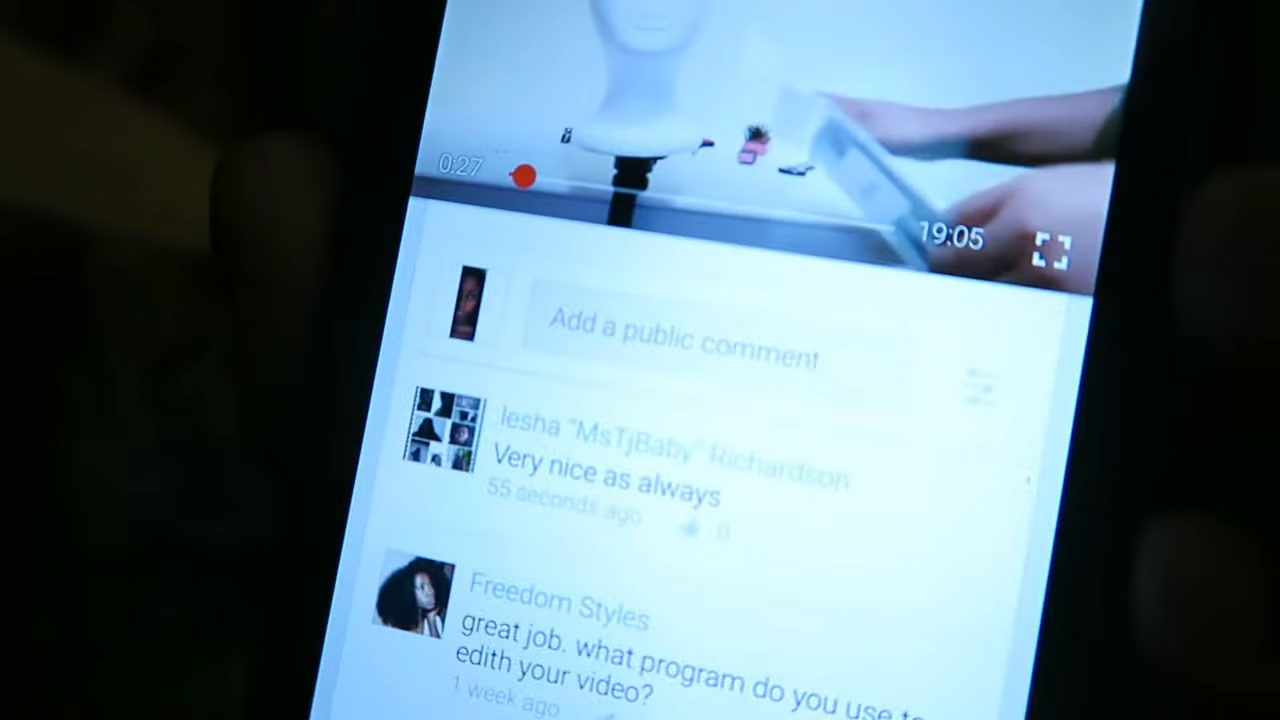 0:27
19:05
Add a public comment
Iesha "MsTjBaby" Richardson
Very nice as always
55 seconds ago
0
Freedom Styles
great job. what program do you use to
edith your video?
1 week ago